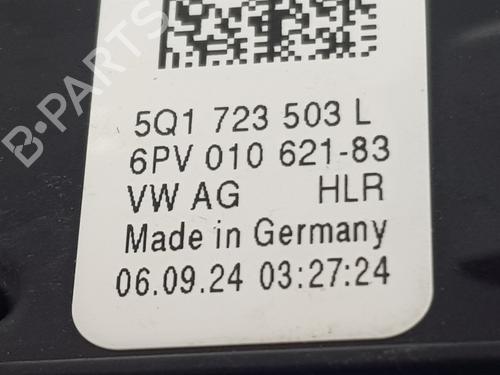 B-PARTS
5Q1 723 503 L
6PV 010 621-83
VW AG HLR
Made in Germany
06.09.24 03:27:24